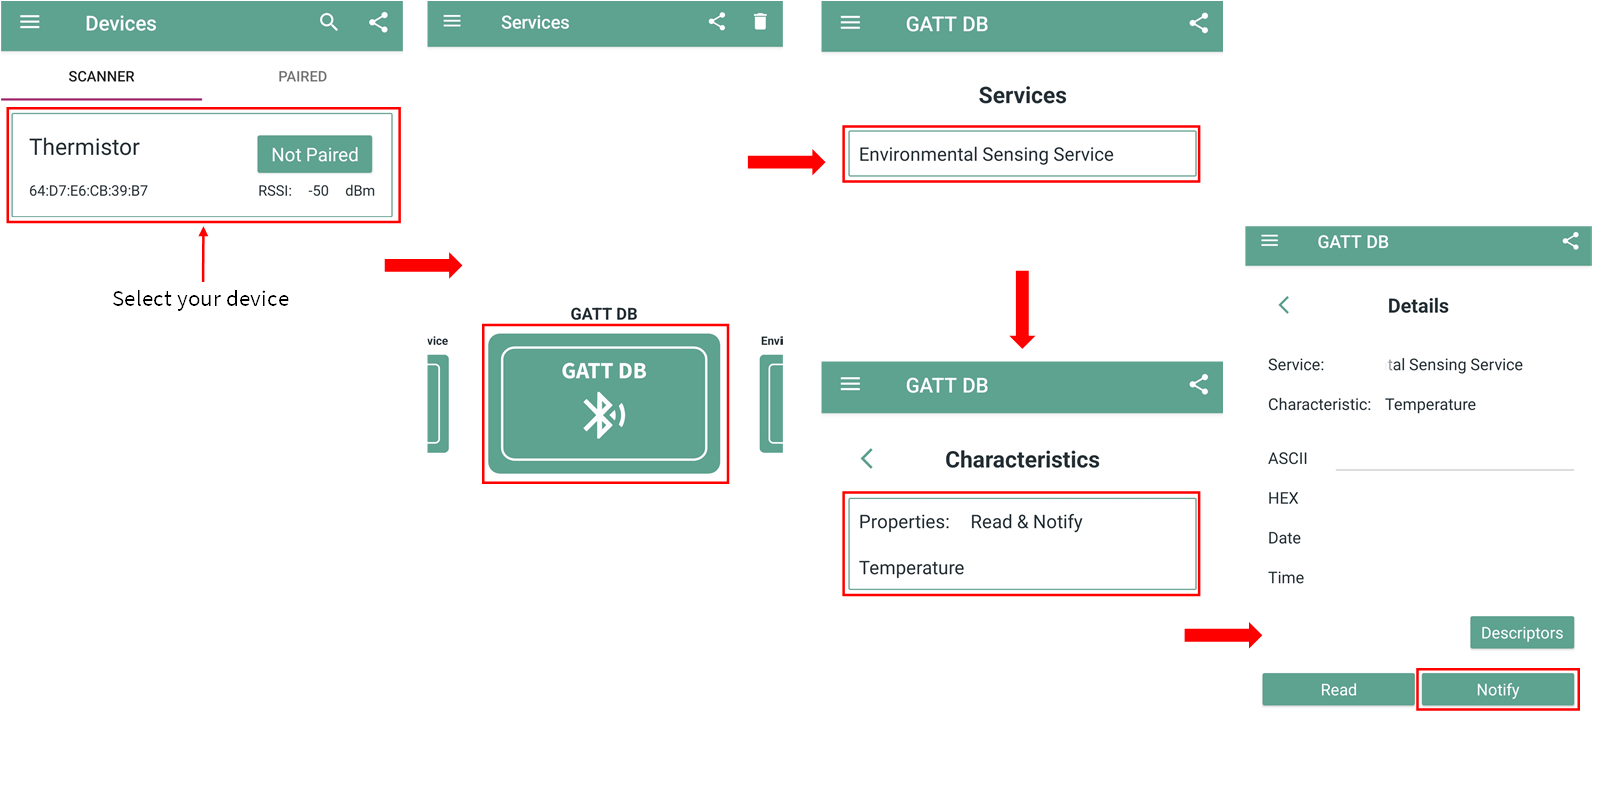 Devices
SCANNER PAIRED
Thermistor
Not Paired
64:D7:E6:CB:39:B7 RSSI: -50 dBm
Select your device
Services
GATT DB
vice
Envi
GATT DB
GATT DB
Services
Environmental Sensing Service
GATT DB
Characteristics
Properties: Read & Notify
Temperature
GATT DB
Details
Service: tal Sensing Service
Characteristic: Temperature
ASCII
HEX
Date
Time
Descriptors
Read Notify